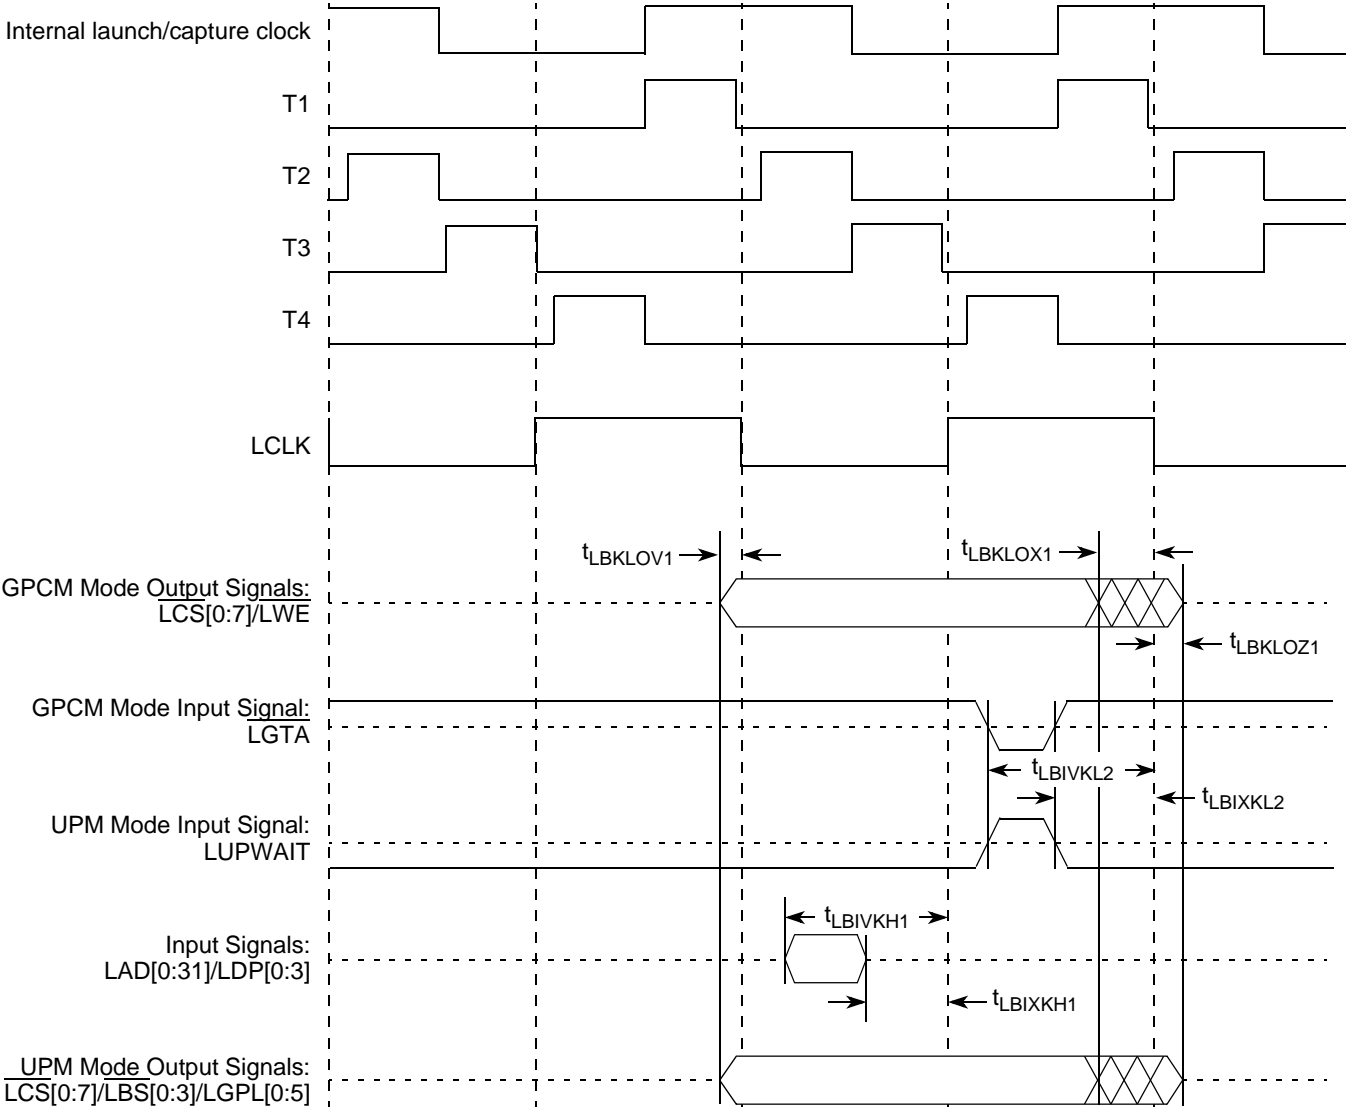 Internal launch/capture clock
T1
T2
T3
T4
LCLK
tLBKLOV1
tLBKLOX1
GPCM Mode Output Signals:
LCS[0:7]/LWE
tLBKLOZ1
GPCM Mode Input Signal:
LGTA
tLBIVKL2
tLBIXKL2
UPM Mode Input Signal:
LUPWAIT
tLBIVKH1
Input Signals:
LAD[0:31]/LDP[0:3]
tLBIXKH1
UPM Mode Output Signals:
LCS[0:7]/LBS[0:3]/LGPL[0:5]